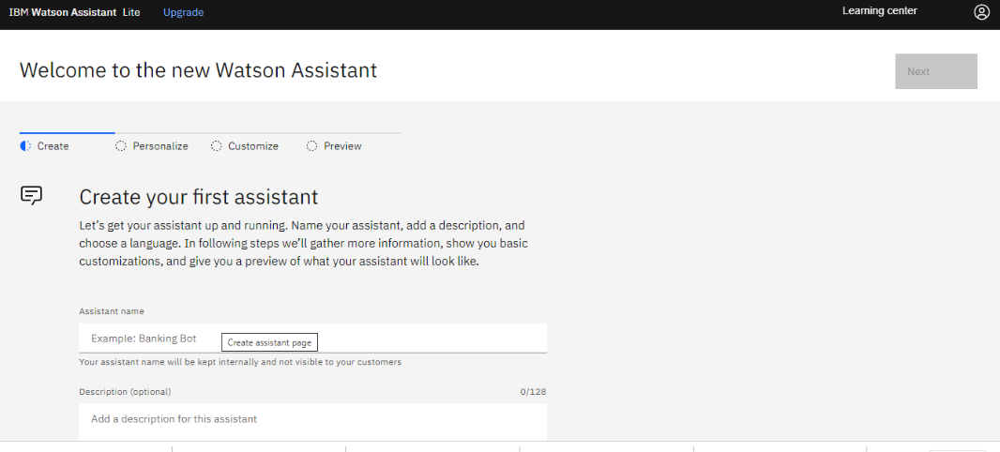 IBM Watson Assistant Lite Upgrade Learning center
Welcome to the new Watson Assistant
Next
Create Personalize Customize Preview
Create your first assistant
Let's get your assistant up and running. Name your assistant, add a description, and
choose a language. In following steps we'll gather more information, show you basic
customizations, and give you a preview of what your assistant will look like.
Assistant name
Example: Banking Bot
Create assistant page
Your assistant name will be kept internally and not visible to your customers
Description (optional) 0/128
Add a description for this assistant